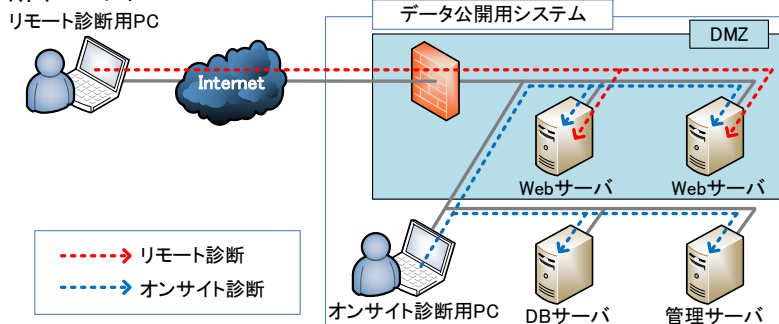 リモート診断用PC
データ公開用システム
DMZ
Internet
Webサーバ
Webサーバ
リモート診断
オンサイト診断
オンサイト診断用PC
DBサーバ
管理サーバ